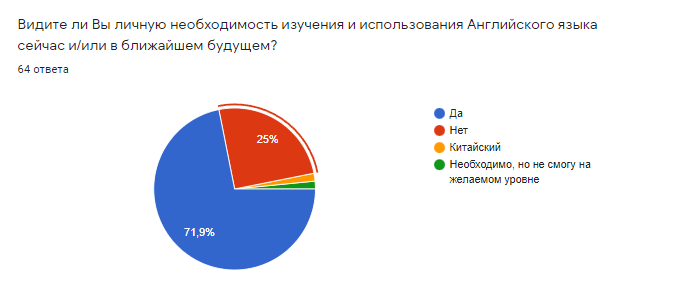 Видите ли Вы личную необходимость изучения и использования Английского языка
сейчас и/или в ближайшем будущем?
64 ответа
25%
71,9%
Да
Нет
Китайский
Необходимо, но не смогу на
желаемом уровне